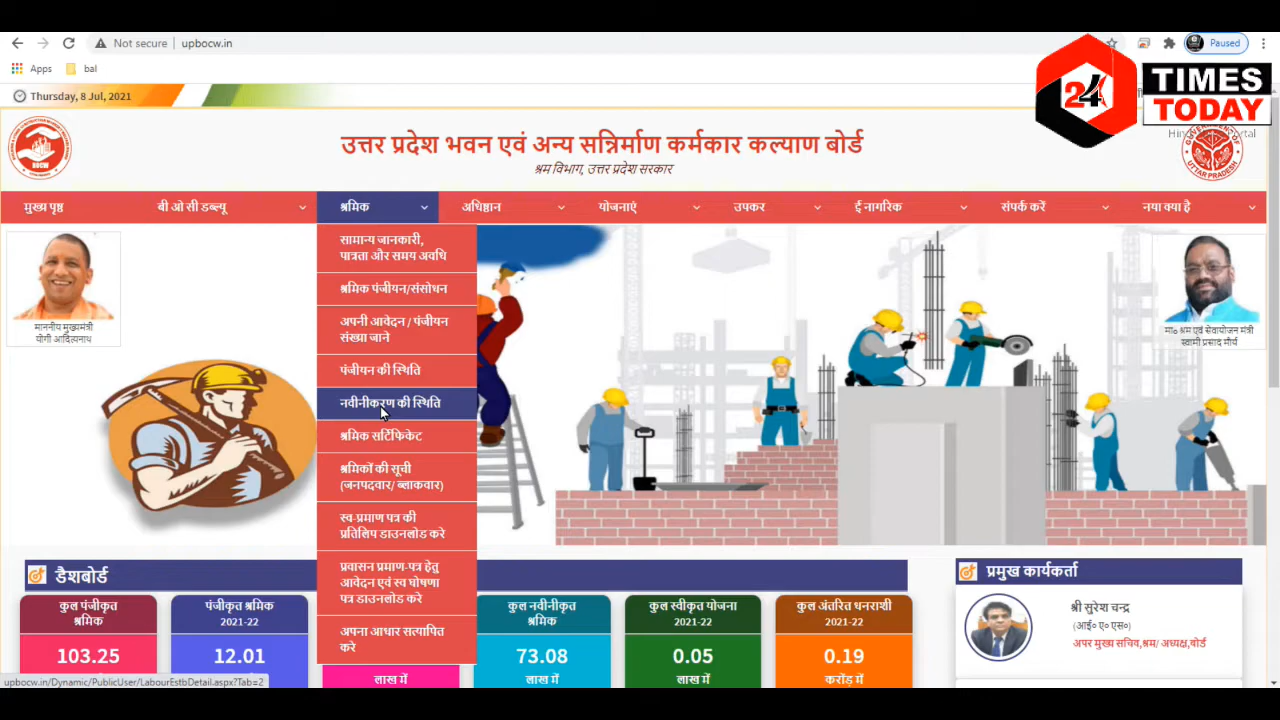 Not secure
upbocw.in
Paused
Apps
bal
24
TIMES
TODAY
Thursday, 8 Jul, 2021
उत्तर प्रदेश भवन एवं अन्य सन्निर्माण कर्मकार कल्याण बोर्ड
श्रम विभाग, उत्तर प्रदेश सरकार
मुख्य पृष्ठ
बी ओ सी डब्ल्यू
श्रमिक
अधिष्ठान
योजनाएं
उपकर
ई नागरिक
संपर्क करें
नया क्या है
सामान्य जानकारी,
पात्रता और समय अवधि
श्रमिक पंजीयन/संसोधन
अपनी आवेदन / पंजीयन
संख्या जाने
पंजीयन की स्थिति
नवीनीकरण की स्थिति
श्रमिक सर्टिफिकेट
श्रमिकों की सूची
(जनपदवार/ ब्लाकवार)
स्व-प्रमाण पत्र की
प्रतिलिप डाउनलोड करे
प्रवासन प्रमाण-पत्र हेतु
आवेदन एवं स्व घोषणा
पत्र डाउनलोड करे
अपना आधार सत्यापित
करे
माननीय मुख्यमंत्री
योगी आदित्यनाथ
मा० श्रम एवं सेवायोजन मंत्री
स्वामी प्रसाद मौर्य
डैशबोर्ड
कुल पंजीकृत
श्रमिक
103.25
पंजीकृत श्रमिक
2021-22
12.01
लाख में
कुल नवीनीकृत
श्रमिक
73.08
लाख में
कुल स्वीकृत योजना
2021-22
0.05
लाख में
कुल अंतरित धनराशी
2021-22
0.19
करोड़ में
प्रमुख कार्यकर्ता
श्री सुरेश चन्द्र
(आई० ए० एस०)
अपर मुख्य सचिव,श्रम/ अध्यक्ष,वोर्ड
upbocw.in/Dynamic/PublicUser/LabourEstbDetail.aspx?Tab=2